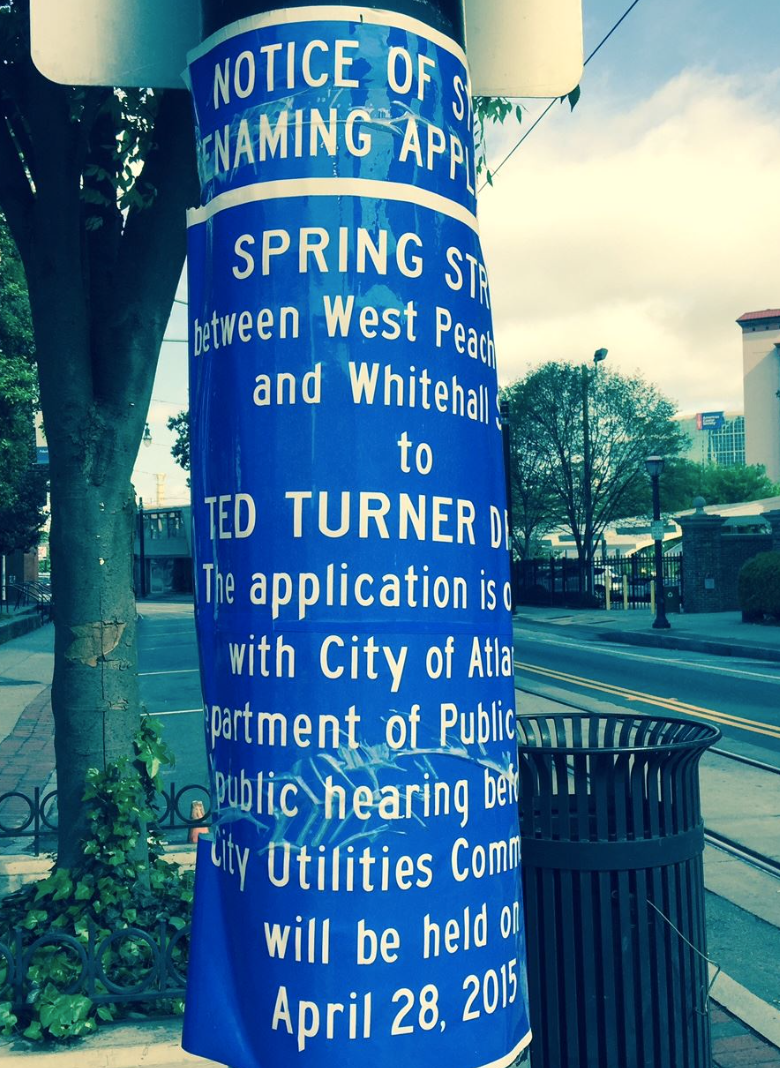 NOTICE OF S
ENAMING APPL
SPRING STR
between West Peach
and Whitehall S
to
TED TURNER D
The application is o
with City of Atla
epartment of Public
public hearing befo
City Utilities Comm
will be held on
April 28, 2015